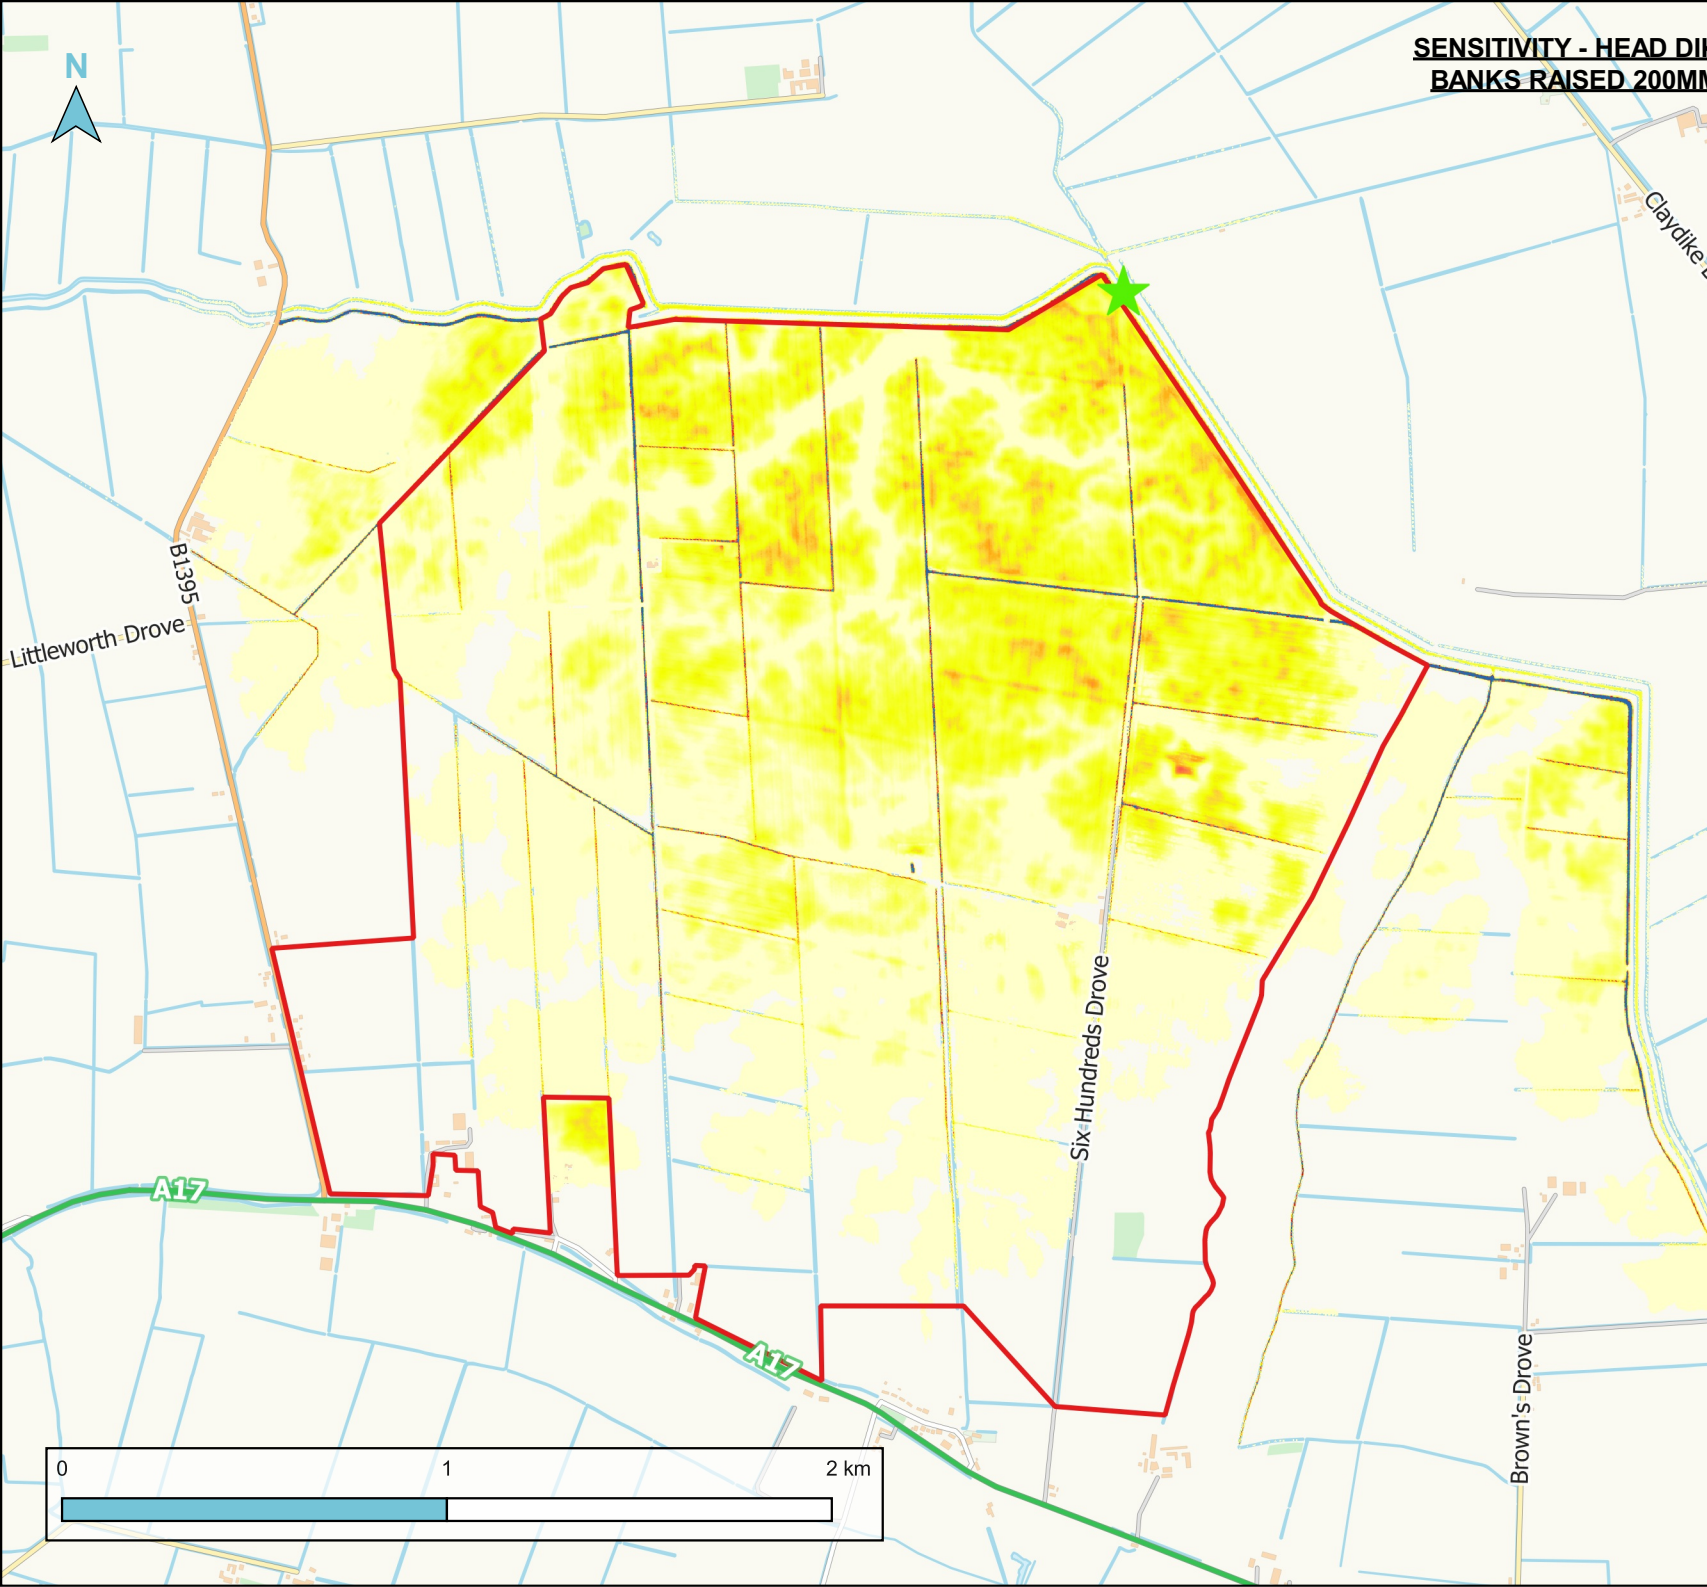 N
SENSITIVITY - HEAD DI
BANKS RAISED 200M
Claydike
B1395
Littleworth Drove
Six Hundreds Drove
A17
A17
Brown's Drove
0 1 2 km